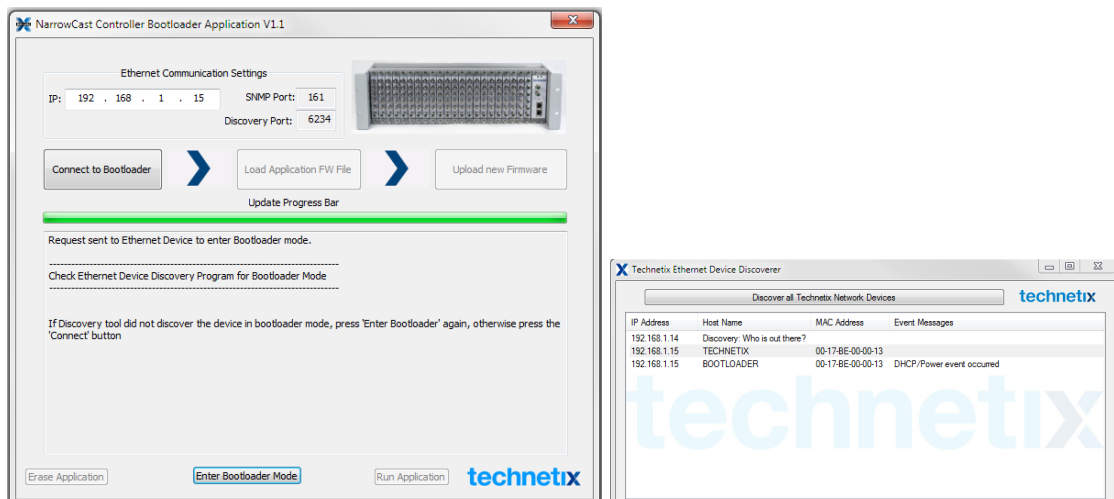 NarrowCast Controller Bootloader Application V1.1
Ethernet Communication Settings
IP: 192 . 168 . 1 . 15
SNMP Port: 161
Discovery Port: 6234
Connect to Bootloader
Load Application FW File
Upload new Firmware
Update Progress Bar
Request sent to Ethernet Device to enter Bootloader mode.
--------------------------------------------------------------------------------
Check Ethernet Device Discovery Program for Bootloader Mode
--------------------------------------------------------------------------------
If Discovery tool did not discover the device in bootloader mode, press 'Enter Bootloader' again, otherwise press the
'Connect' button
Erase Application
Enter Bootloader Mode
Run Application
technetix
Technetix Ethernet Device Discoverer
Discover all Technetix Network Devices
technetix
IP Address Host Name MAC Address Event Messages
192.168.1.14 Discovery: Who is out there?
192.168.1.15 TECHNETIX 00-17-BE-00-00-13
192.168.1.15 BOOTLOADER 00-17-BE-00-00-13 DHCP/Power event occurred
technetix